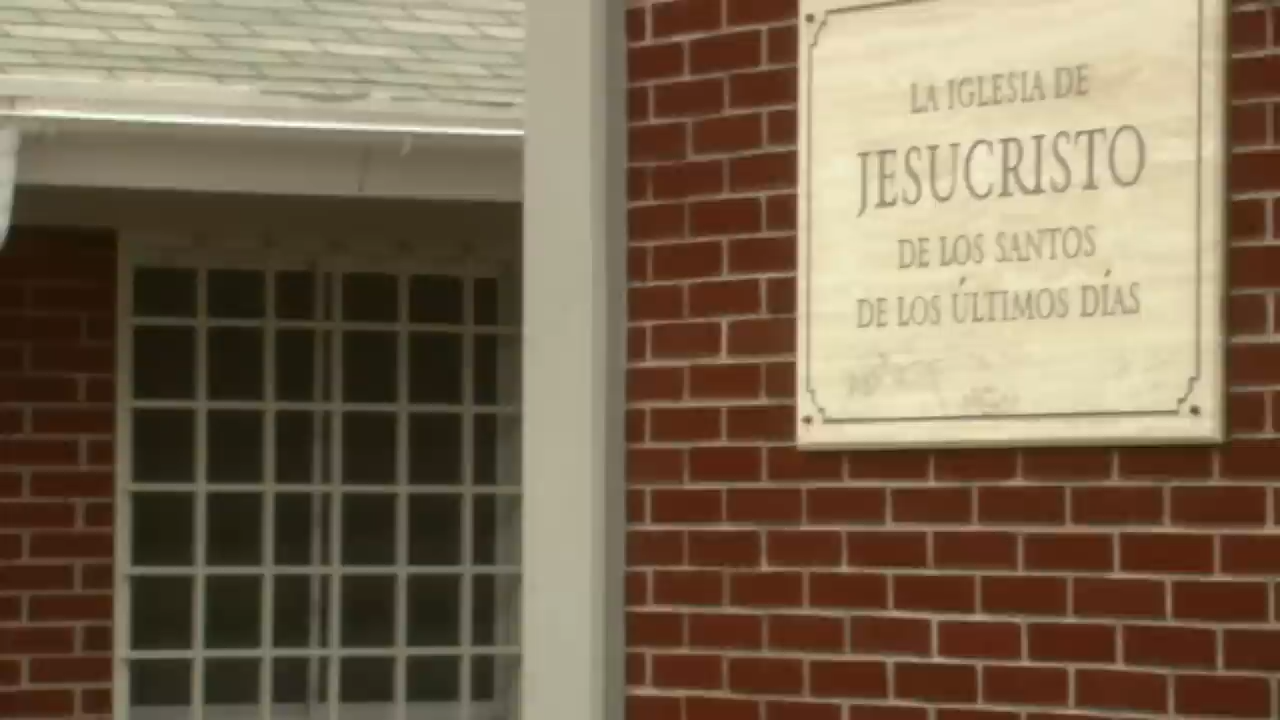 LA IGLESIA DE
JESUCRISTO
DE LOS SANTOS
DE LOS ÚLTIMOS DÍAS